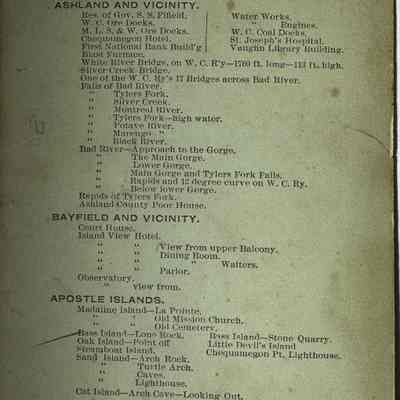 ASHLAND AND VICINITY.
Res. of Gov. S. S. Fifield.
W. C. Ore Docks.
M. L. S. & W. Ore Docks.
Chequamegon Hotel.
First National Bank Build'g
Blast Furnace.
Water Works.
" Engines.
W. C. Coal Docks.
St. Joseph's Hospital.
Vaughn Library Building.
White River Bridge, on W. C. R'y—1760 ft. long—113 ft. high.
Silver Creek Bridge.
One of the W. C. Ry's 17 Bridges across Bad River.
Falls of Bad River.
" Tylers Fork.
" Silver Creek.
" Montreal River.
" Tylers Fork—high water.
" Potave River.
" Marengo "
" Black River.
Bad River—Approach to the Gorge.
" The Main Gorge.
" Lower Gorge.
" Main Gorge and Tylers Fork Falls.
" Rapids and 12 degree curve on W. C. Ry.
" Below lower Gorge.
Rapids of Tylers Fork.
Ashland County Poor House.
BAYFIELD AND VICINITY.
Court House.
Island View Hotel.
" " View from upper Balcony.
" " Dining Room.
" " " Waiters.
" " Parlor.
Observatory.
" view from.
APOSTLE ISLANDS.
Madaline Island—La Pointe.
" " Old Mission Church.
" " Old Cemetery.
Bass Island—Lone Rock.
Oak Island—Point off
Steamboat Island.
Bass Island—Stone Quarry.
Little Devil's Island
Chequamegon Pt. Lighthouse.
Sand Island—Arch Rock.
" Turtle Arch.
" Caves.
" Lighthouse.
Cat Island—Arch Cave—Looking Out.